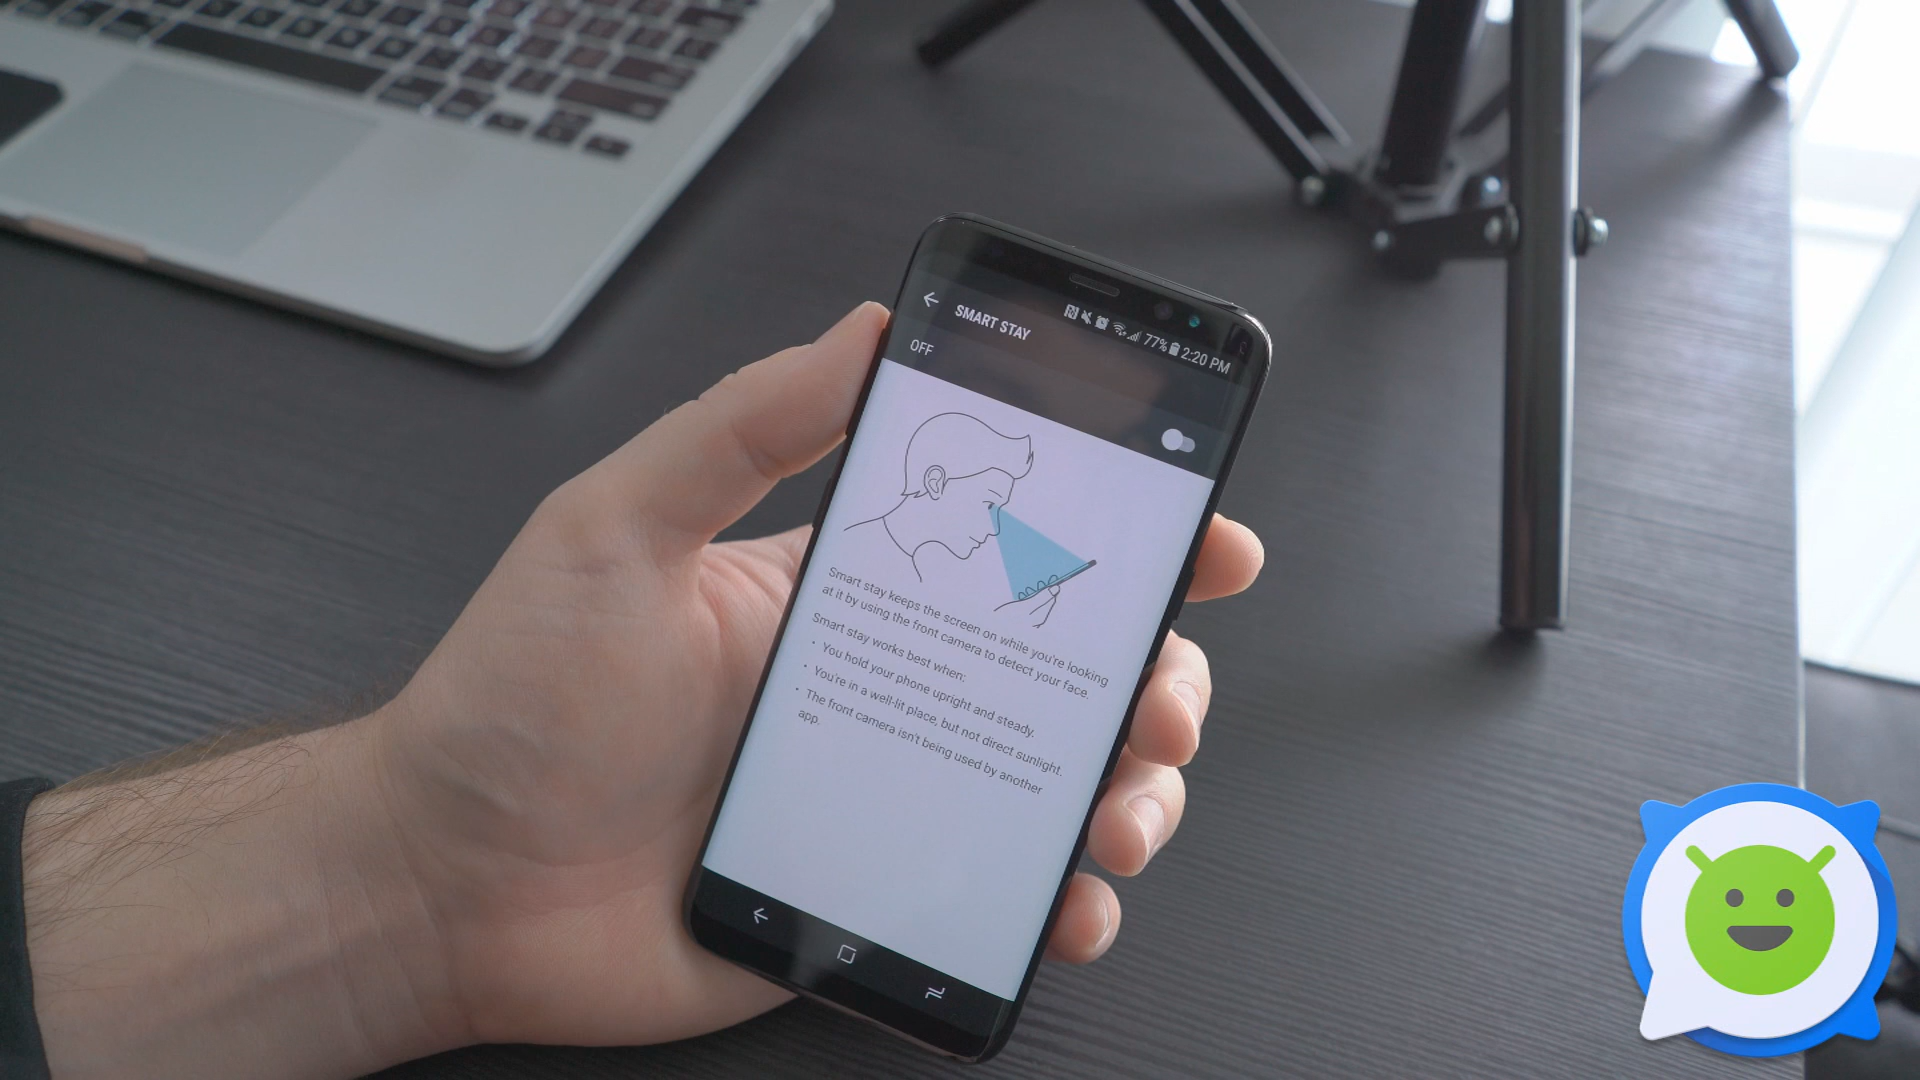 77% 2:20 PM
SMART STAY
OFF
Smart stay keeps the screen on while you're looking
at it by using the front camera to detect your face.
Smart stay works best when:
· You hold your phone upright and steady.
· You're in a well-lit place, but not direct sunlight.
· The front camera isn't being used by another
app.